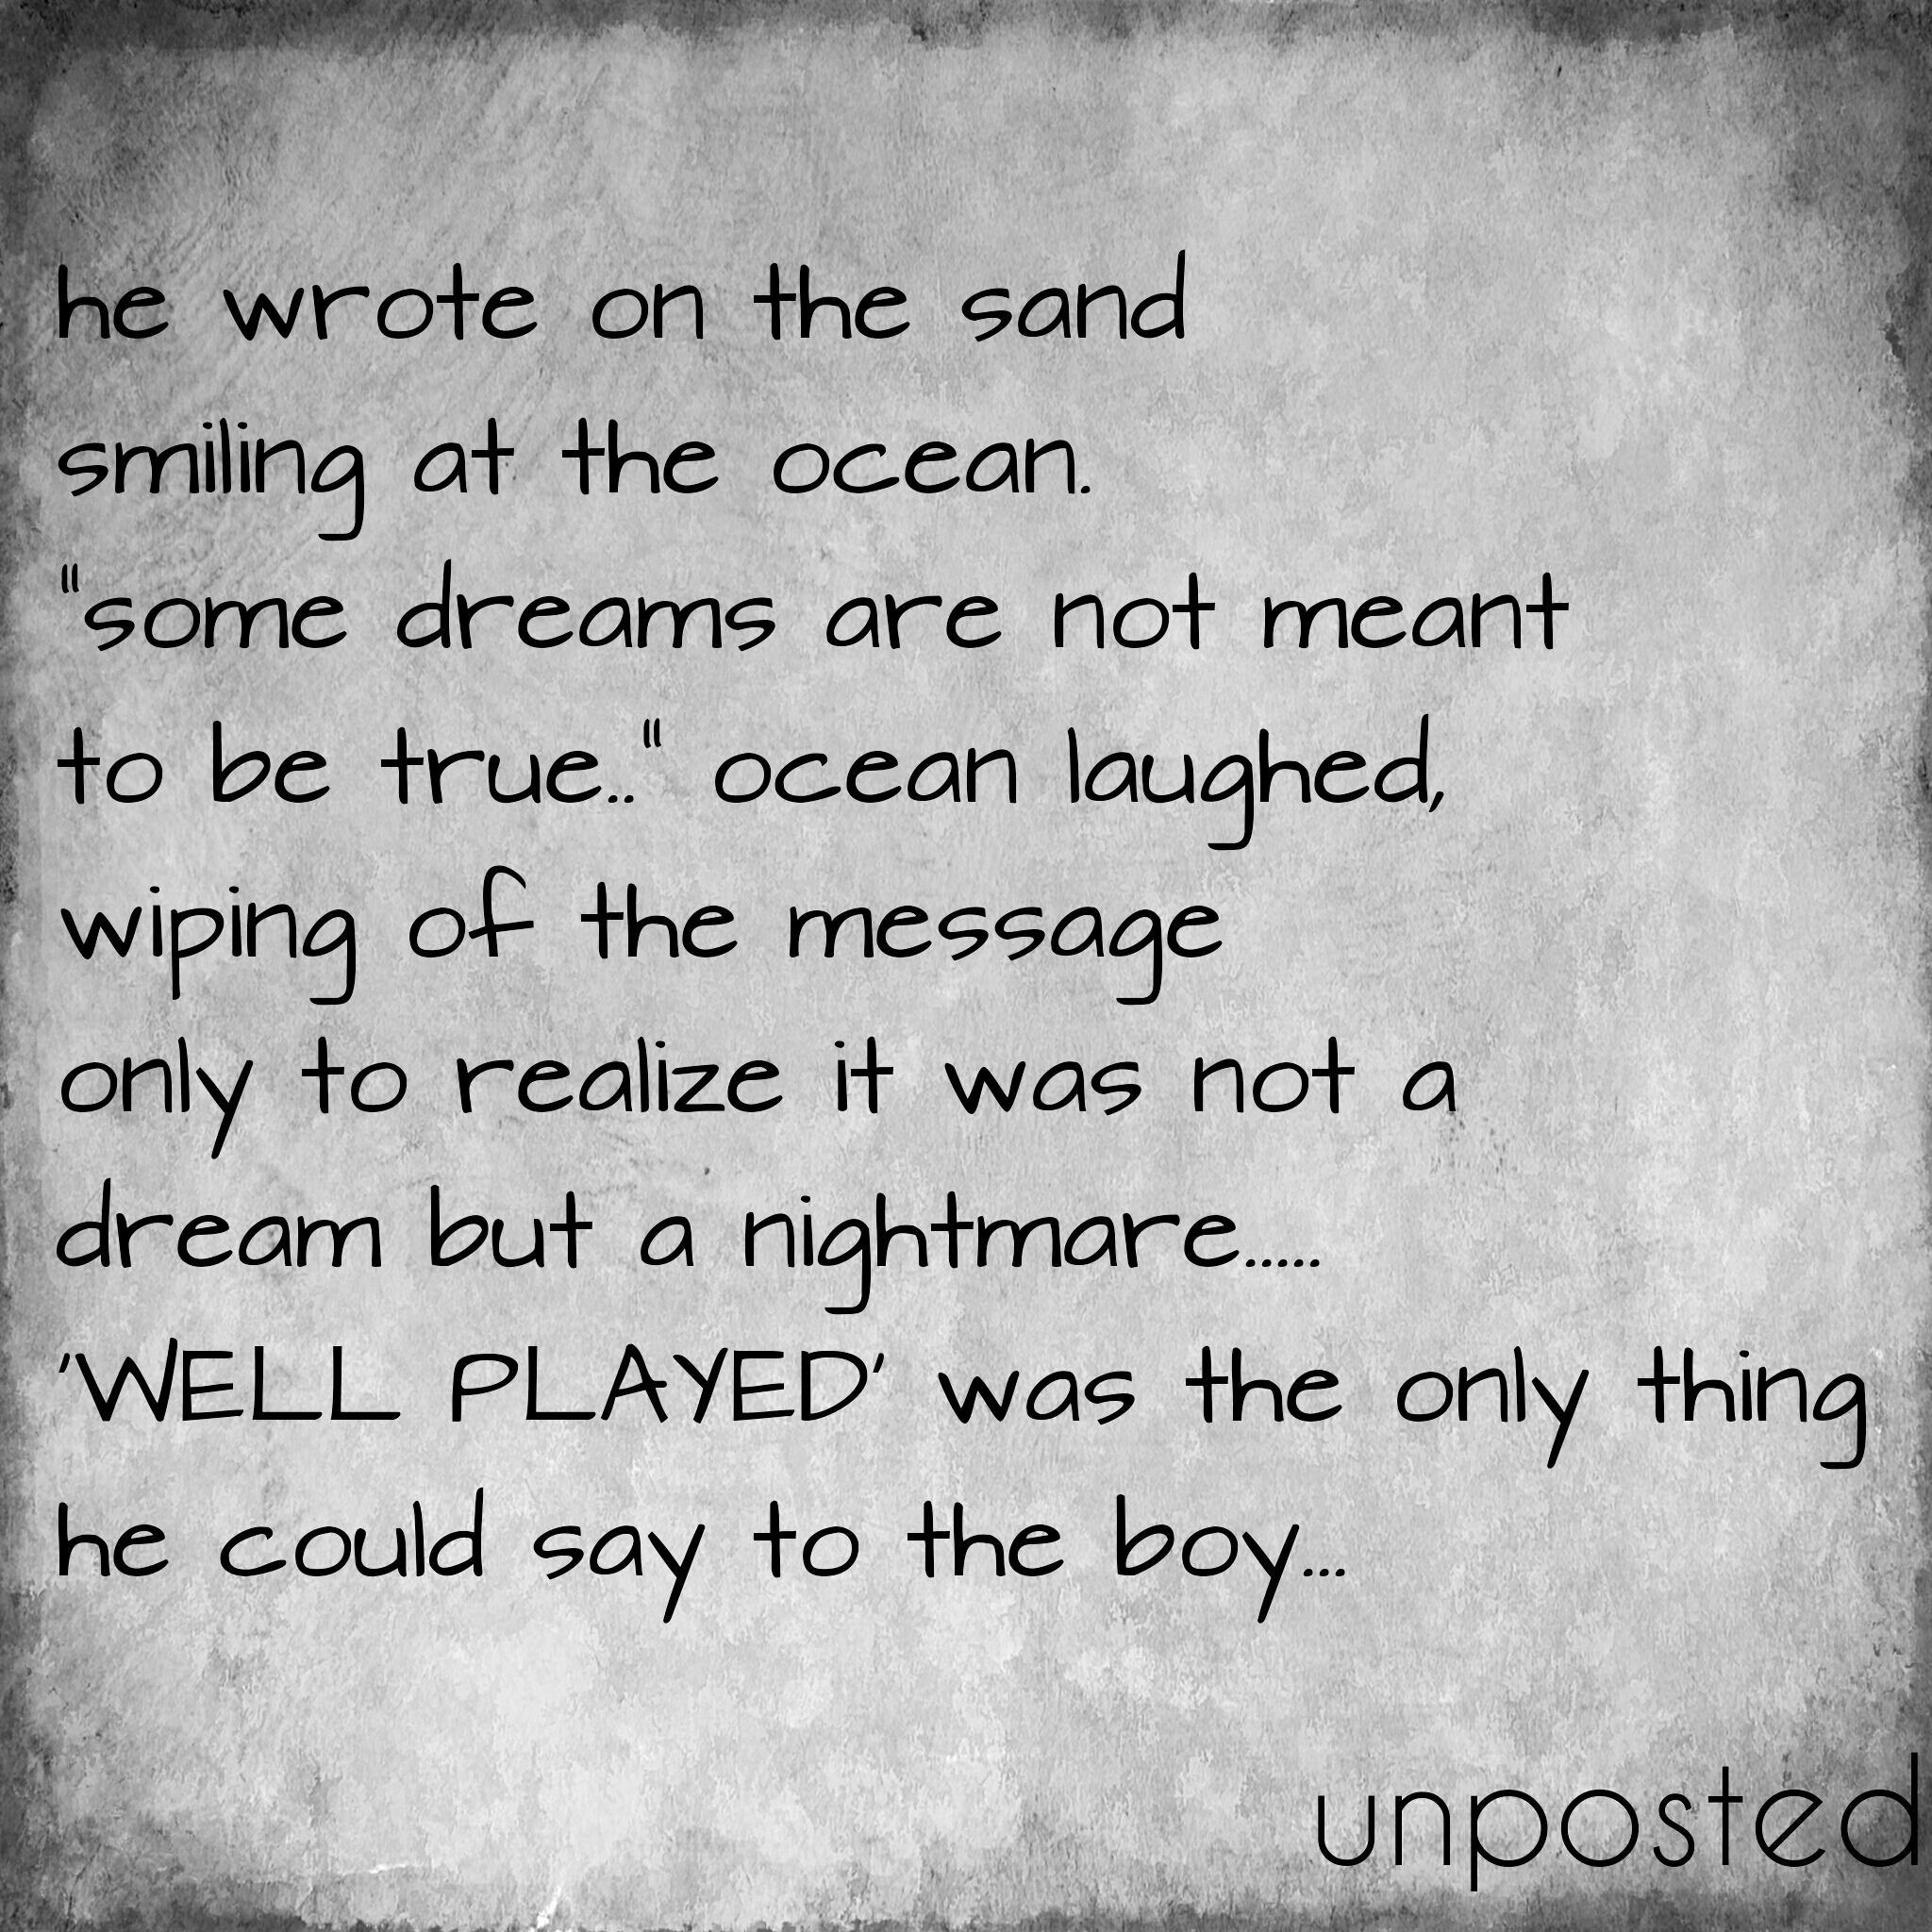 he wrote on the sand
smiling at the ocean.
"some dreams are not meant
to be true.." ocean laughed,
wiping of the message
only to realize it was not a
dream but a nightmare.....
'WELL PLAYED' was the only thing
he could say to the boy...
unposted